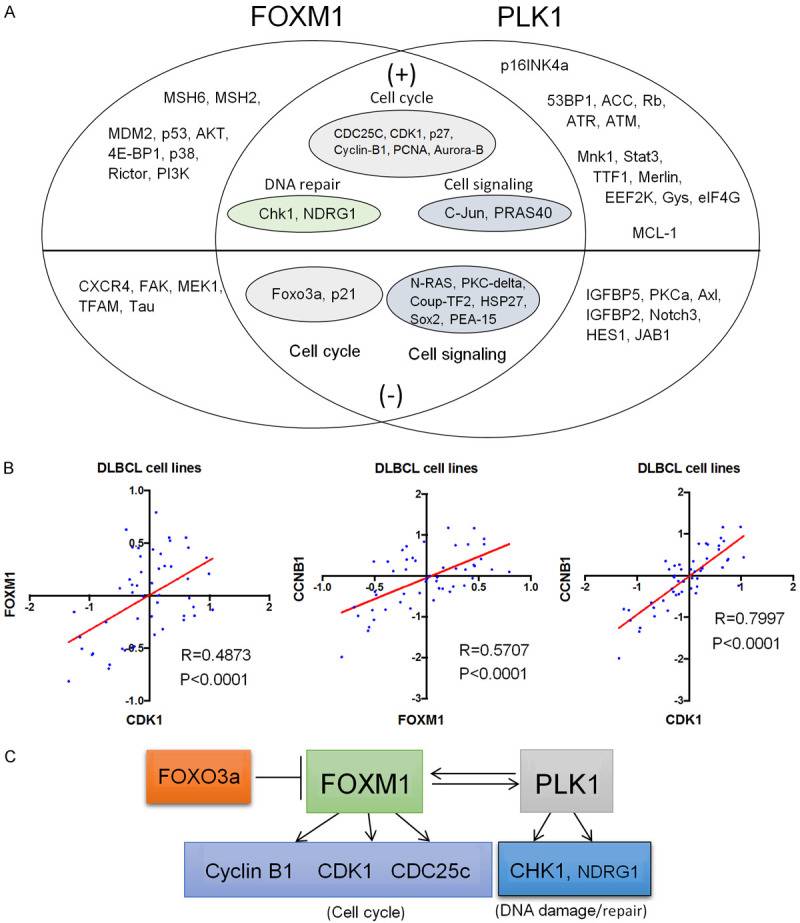 A
FOXM1
PLK1
(+)
p16INK4a
Cell cycle
MSH6, MSH2,
53BP1, ACC, Rb,
ATR, ATM,
MDM2, p53, AKT,
4E-BP1, p38,
Rictor, PI3K
CDC25C, CDK1, p27,
Cyclin-B1, PCNA, Aurora-B
Mnk1, Stat3,
TTF1, Merlin,
EEF2K, Gys, eIF4G
DNA repair
Cell signaling
Chk1, NDRG1
C-Jun, PRAS40
MCL-1
CXCR4, FAK, MEK1,
TFAM, Tau
Foxo3a, p21
N-RAS, PKC-delta,
Coup-TF2, HSP27,
Sox2, PEA-15
IGFBP5, PKCa, Axl,
IGFBP2, Notch3,
HES1, JAB1
Cell cycle
Cell signaling
(-)
B
DLBCL cell lines
1.0
0.5
-2
-1
1
2
-0.5
-1.0
FOXM1
CDK1
R=0.4873
P<0.0001
DLBCL cell lines
2
1
-1.0
-0.5
0.5
1.0
-1
-2
-3
CCNB1
FOXM1
R=0.5707
P<0.0001
DLBCL cell lines
2
1
-2
-1
1
2
-1
-2
-3
CCNB1
CDK1
R=0.7997
P<0.0001
C
FOXO3a
FOXM1
PLK1
Cyclin B1 CDK1 CDC25c
CHK1, NDRG1
(Cell cycle)
(DNA damage/repair)